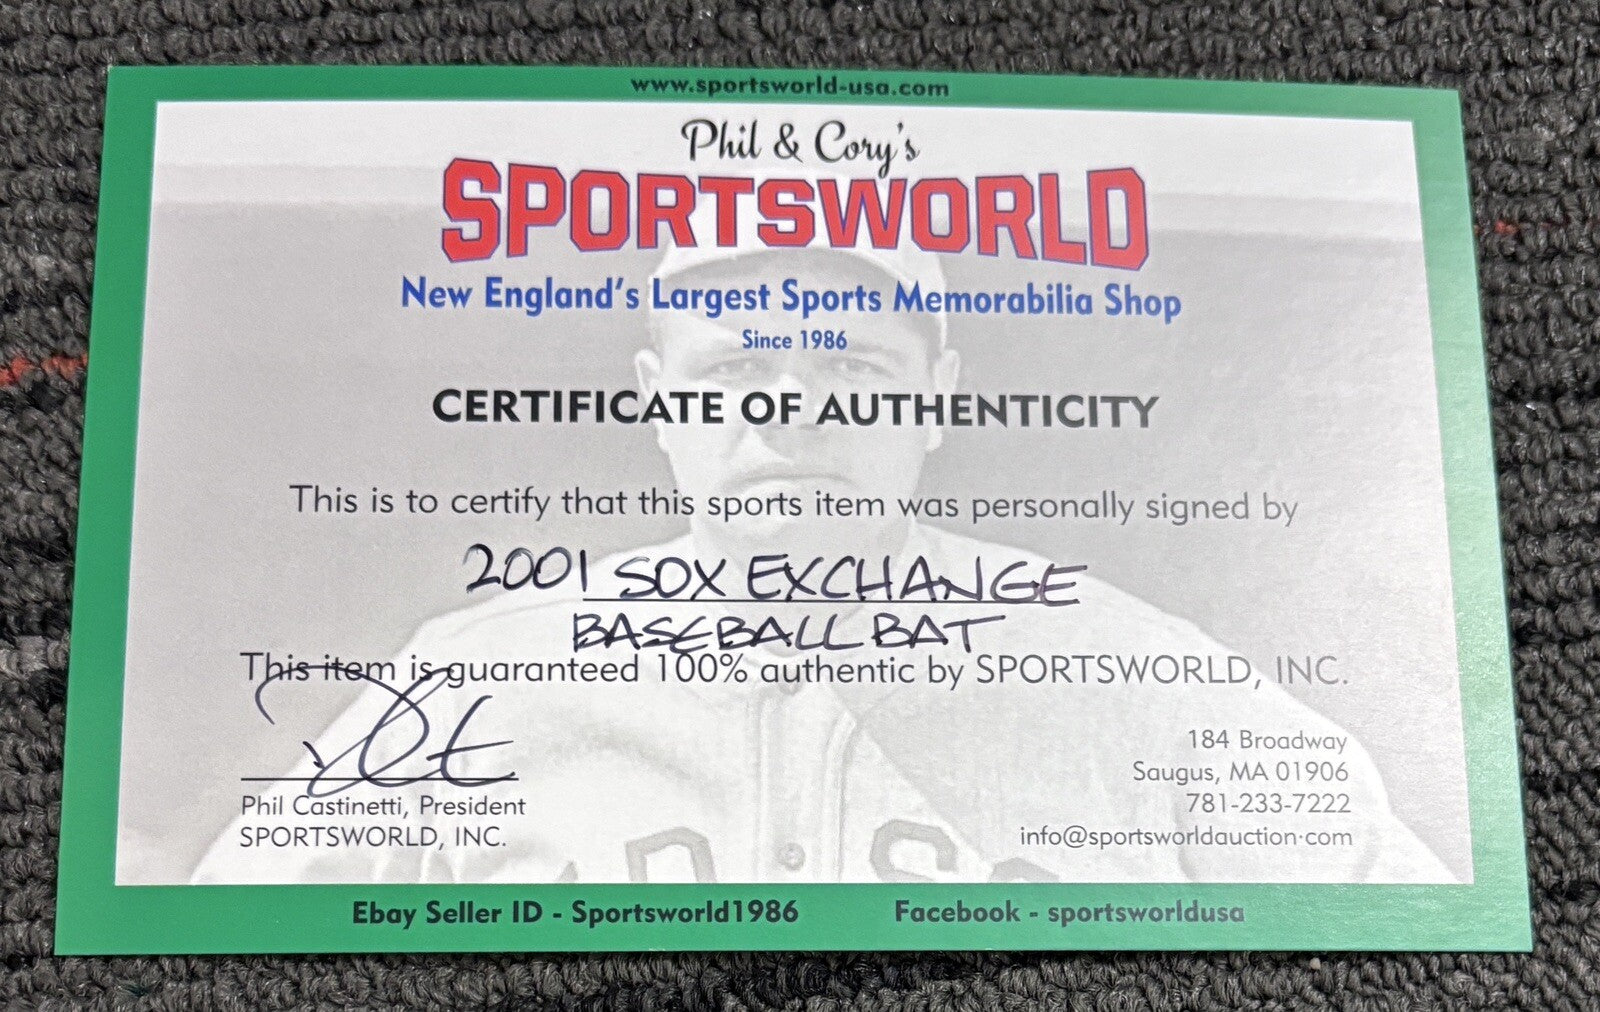 www.sportsworld-usa.com
Phil & Cory's
SPORTSWORLD
New England's Largest Sports Memorabilia Shop
Since 1986
CERTIFICATE OF AUTHENTICITY
This is to certify that this sports item was personally signed by
2001 SOX EXCHANGE
BASEBALL BAT
This item is guaranteed 100% authentic by SPORTSWORLD, INC.
Phil Castinetti, President
SPORTSWORLD, INC.
184 Broadway
Saugus, MA 01906
781-233-7222
info@sportsworldauction.com
Ebay Seller ID - Sportsworld1986
Facebook - sportsworldusa